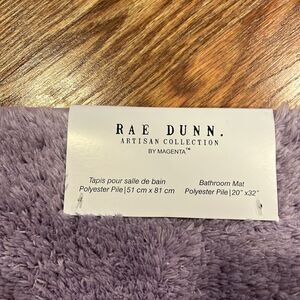 RAE DUNN.
ARTISAN COLLECTION
BY MAGENTA™
Tapis pour salle de bain
Polyester Pile | 51 cm x 81 cm
Bathroom Mat
Polyester Pile | 20" x32"